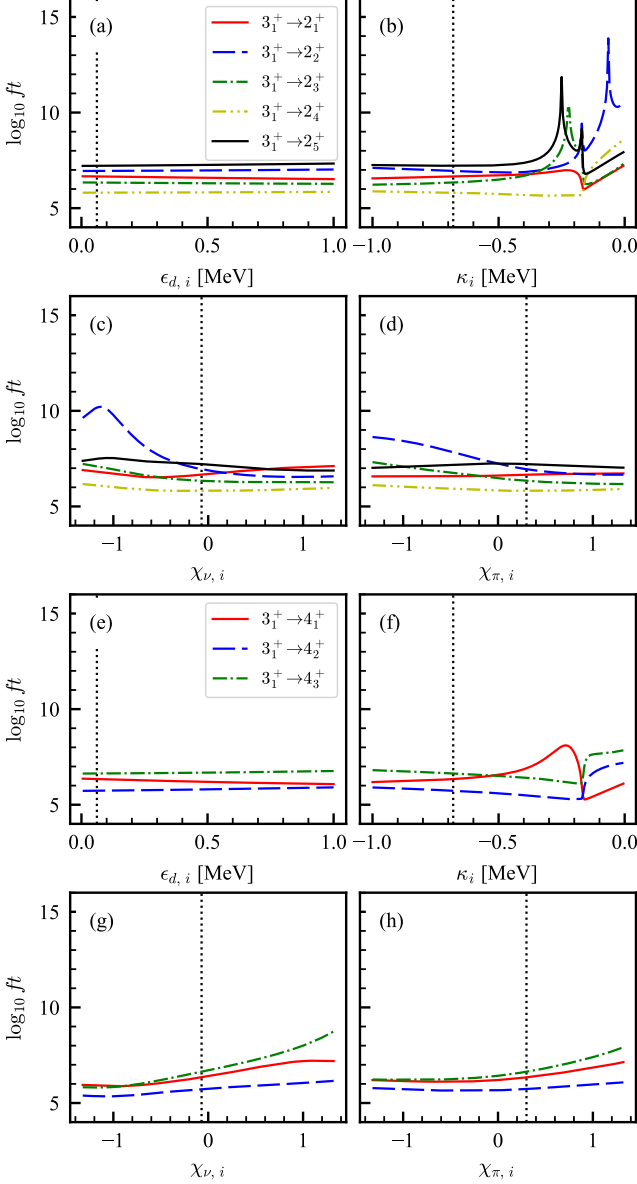 (a)
3₁⁺→2₁⁺
3₁⁺→2₂⁺
3₁⁺→2₃⁺
3₁⁺→2₄⁺
3₁⁺→2₅⁺
(b)
15
10
5
log₁₀ ft
0.0 0.5 1.0
ϵ_{d, i} [MeV]
−1.0 −0.5 0.0
κ_i [MeV]
(c)
(d)
15
10
5
log₁₀ ft
−1 0 1
χ_{ν, i}
−1 0 1
χ_{π, i}
(e)
3₁⁺→4₁⁺
3₁⁺→4₂⁺
3₁⁺→4₃⁺
(f)
15
10
5
log₁₀ ft
0.0 0.5 1.0
ϵ_{d, i} [MeV]
−1.0 −0.5 0.0
κ_i [MeV]
(g)
(h)
15
10
5
log₁₀ ft
−1 0 1
χ_{ν, i}
−1 0 1
χ_{π, i}